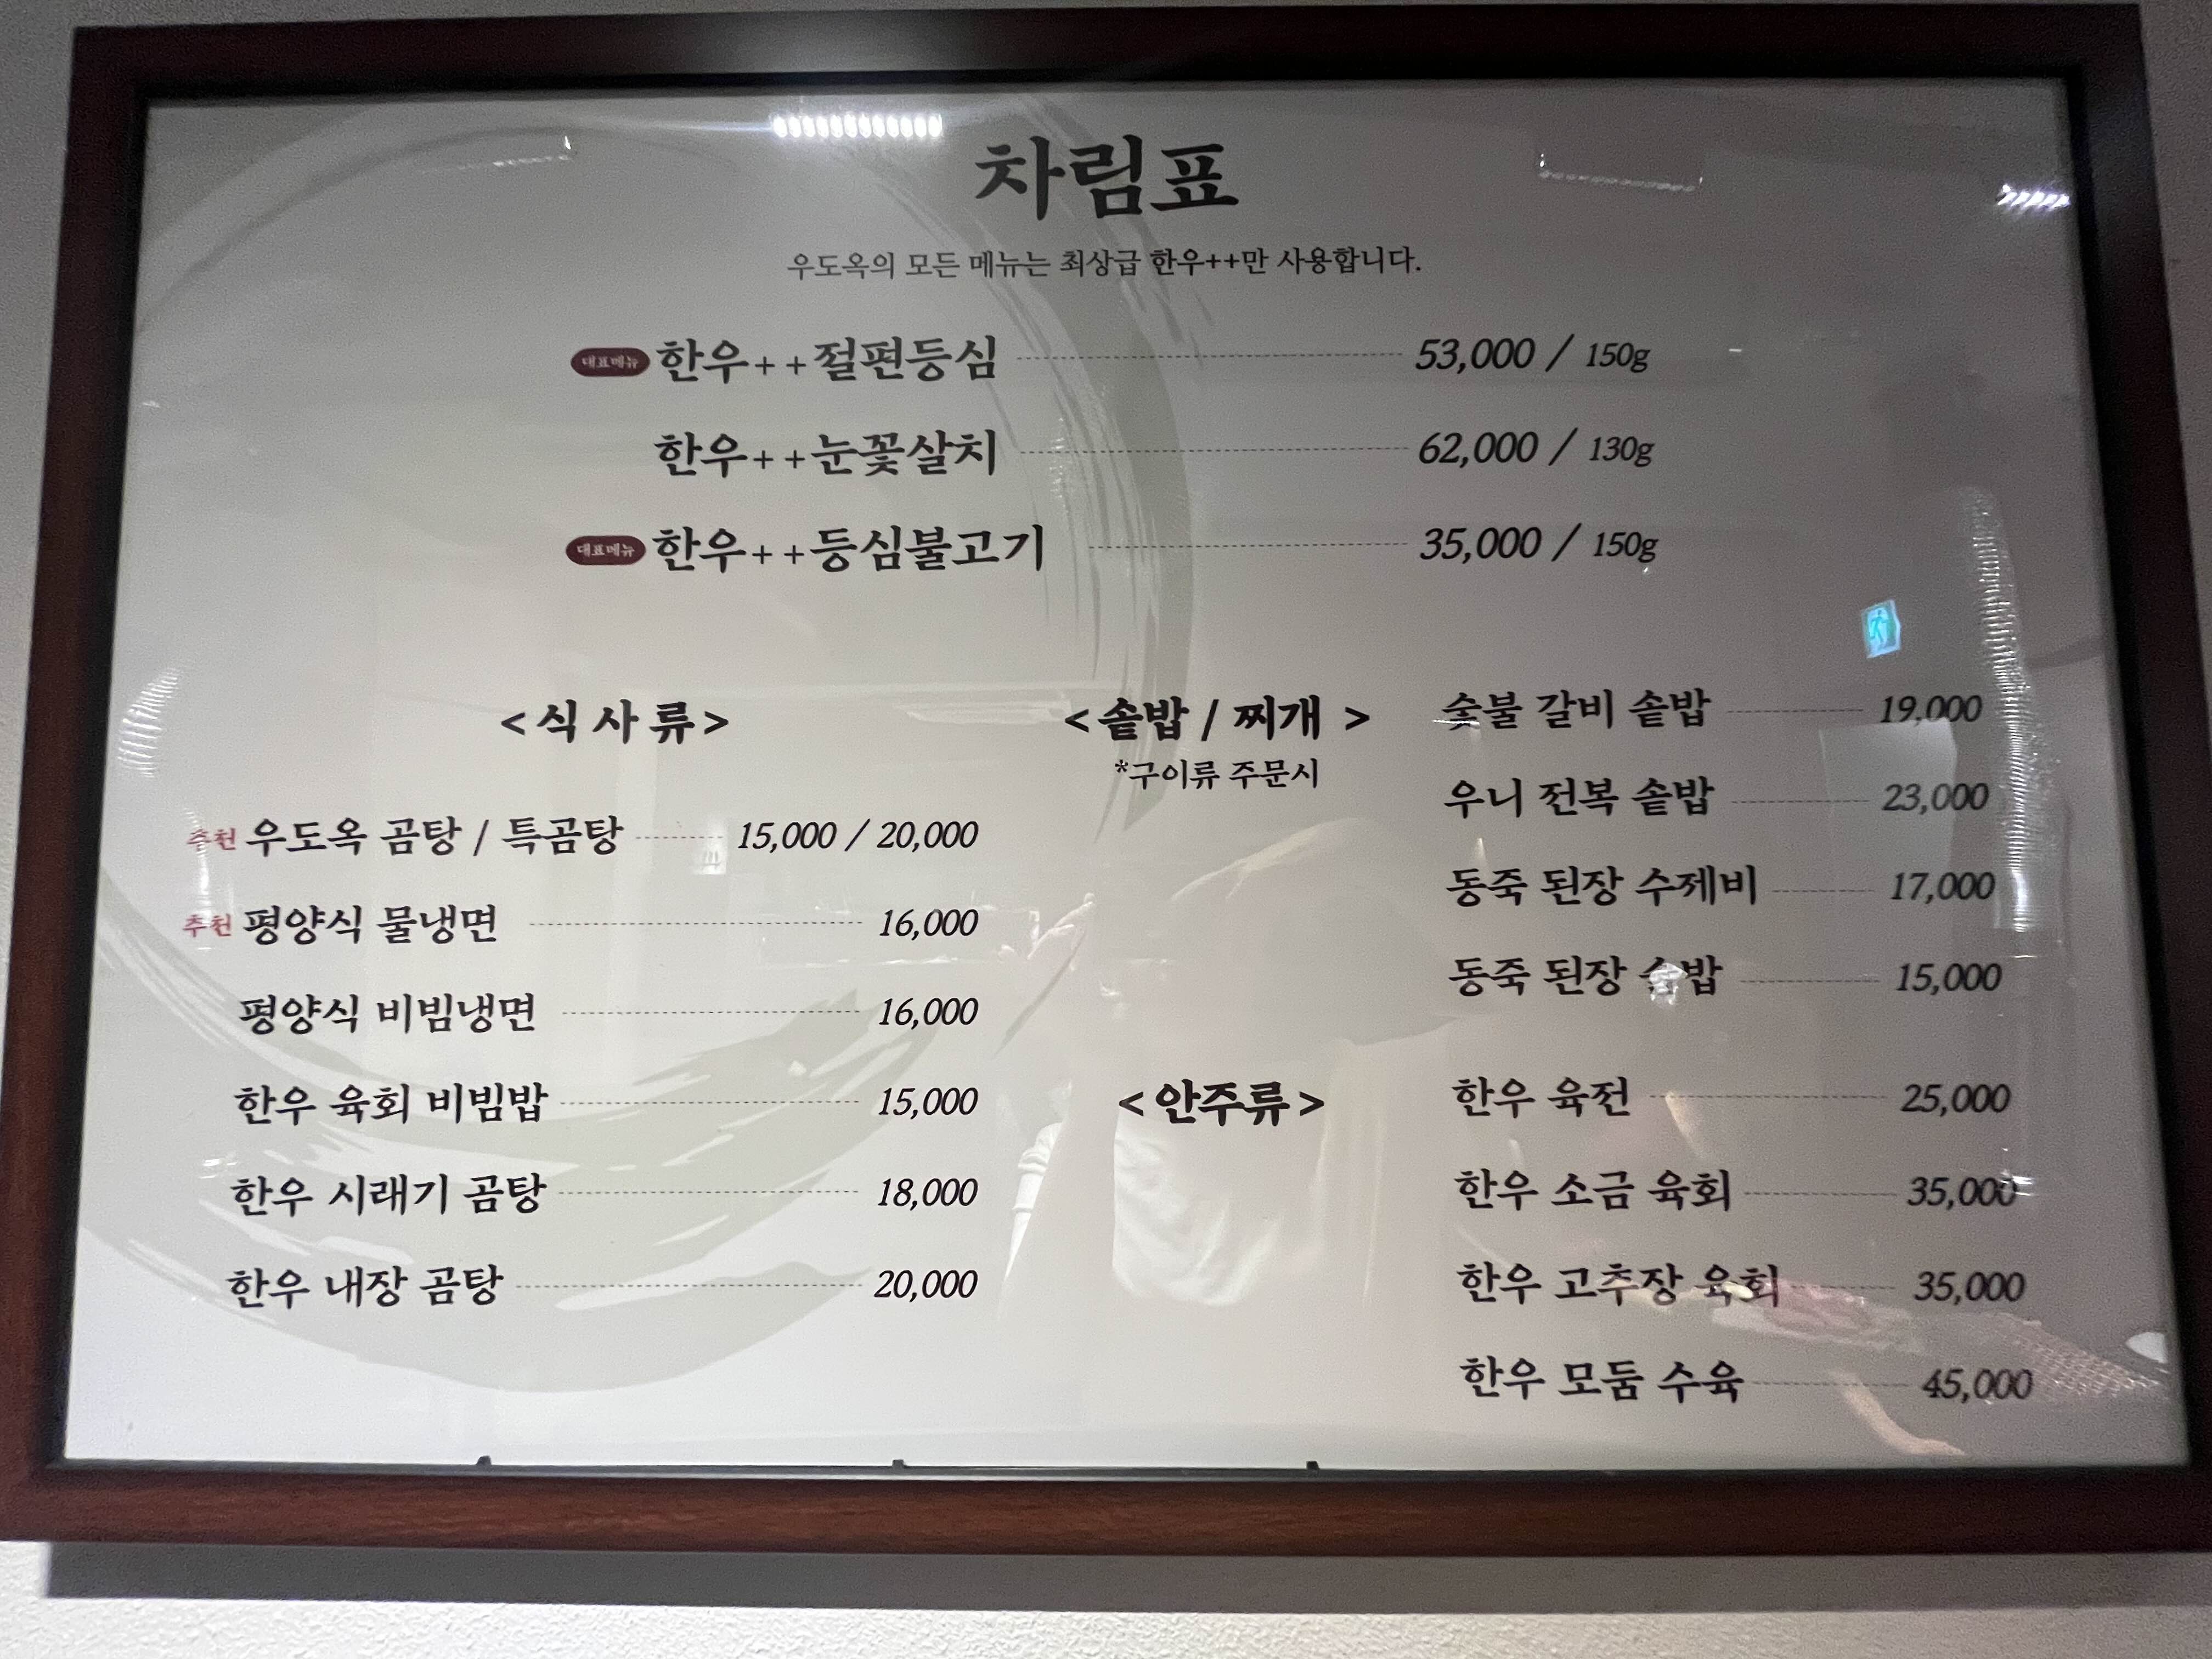 차림표
우도옥의 모든 메뉴는 최상급 한우++만 사용합니다.
대표메뉴 한우++절편등심 53,000 / 150g
한우++눈꽃살치 62,000 / 130g
대표메뉴 한우++등심불고기 35,000 / 150g
<식사류>
추천 우도옥 곰탕 / 특곰탕 15,000 / 20,000
추천 평양식 물냉면 16,000
평양식 비빔냉면 16,000
한우 육회 비빔밥 15,000
한우 시래기 곰탕 18,000
한우 내장 곰탕 20,000
<솥밥 / 찌개 >
*구이류 주문시
숯불 갈비 솥밥 19,000
우니 전복 솥밥 23,000
동죽 된장 수제비 17,000
동죽 된장 술밥 15,000
<안주류>
한우 육전 25,000
한우 소금 육회 35,000
한우 고추장 육회 35,000
한우 모둠 수육 45,000